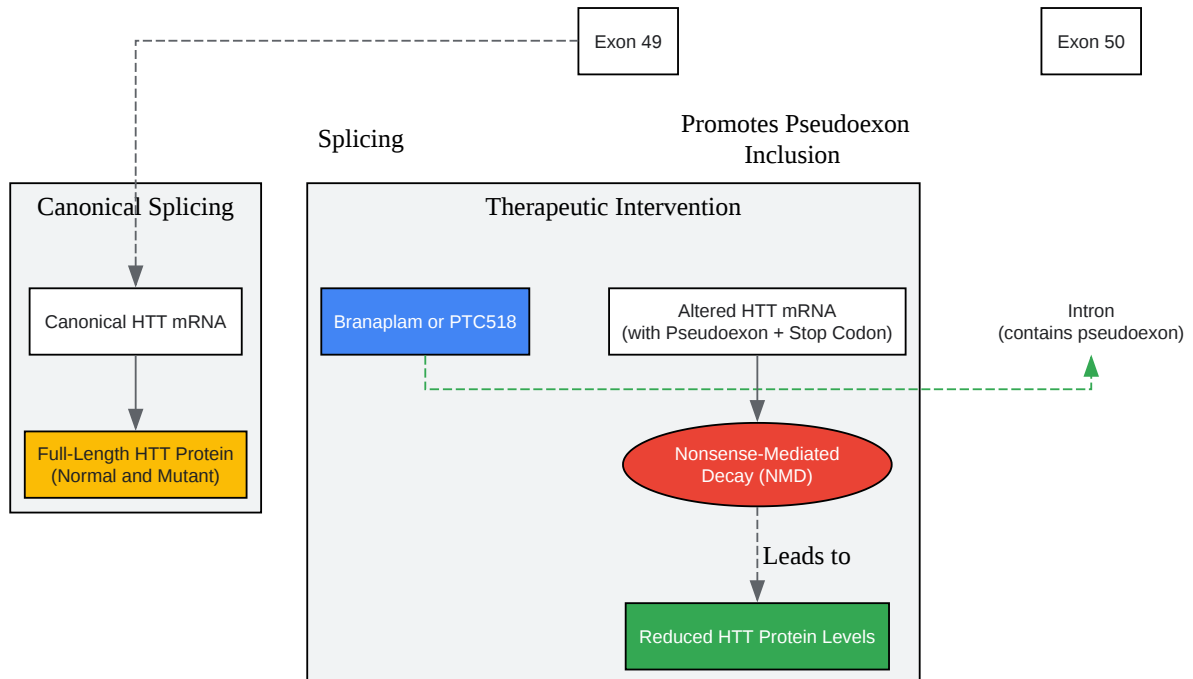 Exon 49
Exon 50
Splicing
Promotes Pseudoexon
Inclusion
Canonical Splicing
Therapeutic Intervention
Canonical HTT mRNA
Branaplam or PTC518
Altered HTT mRNA
(with Pseudoexon + Stop Codon)
Intron
(contains pseudoexon)
Full-Length HTT Protein
(Normal and Mutant)
Nonsense-Mediated
Decay (NMD)
Leads to
Reduced HTT Protein Levels